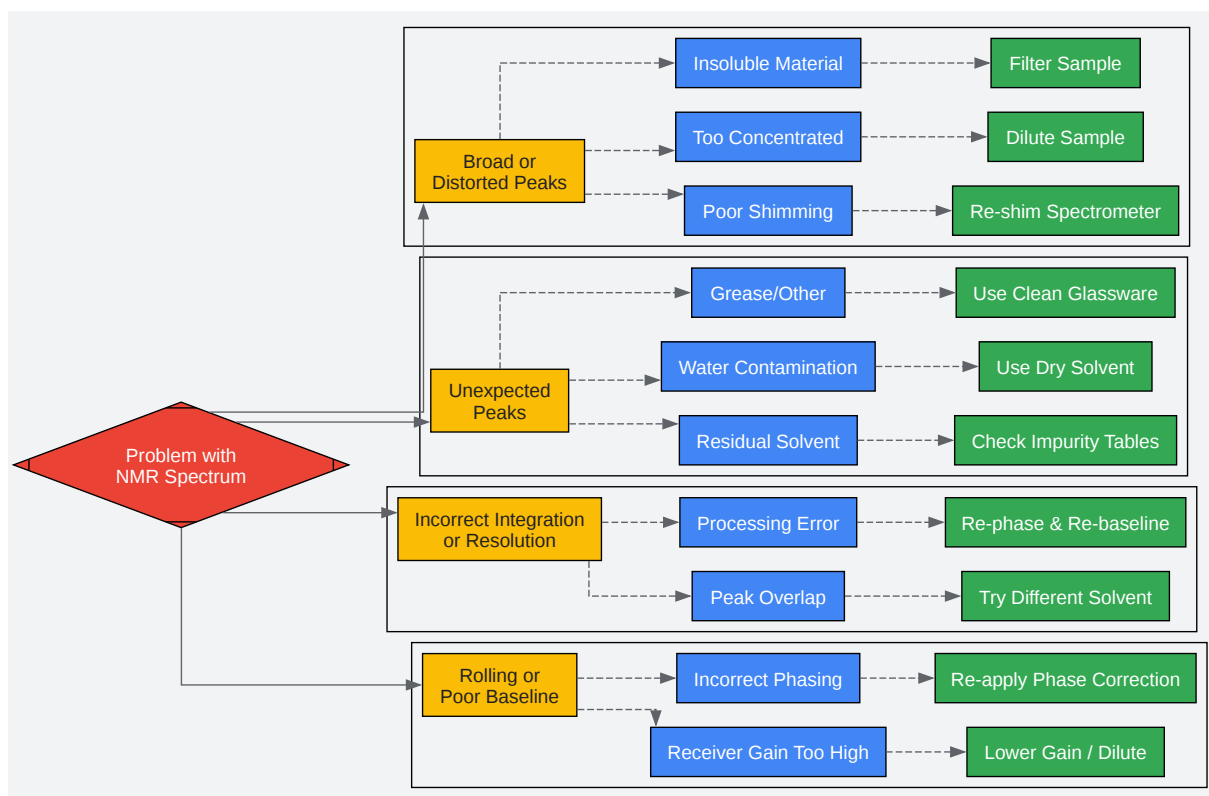 Problem with
NMR Spectrum
Broad or
Distorted Peaks
Insoluble Material
Filter Sample
Too Concentrated
Dilute Sample
Poor Shimming
Re-shim Spectrometer
Unexpected
Peaks
Grease/Other
Use Clean Glassware
Water Contamination
Use Dry Solvent
Residual Solvent
Check Impurity Tables
Incorrect Integration
or Resolution
Processing Error
Re-phase & Re-baseline
Peak Overlap
Try Different Solvent
Rolling or
Poor Baseline
Incorrect Phasing
Re-apply Phase Correction
Receiver Gain Too High
Lower Gain / Dilute